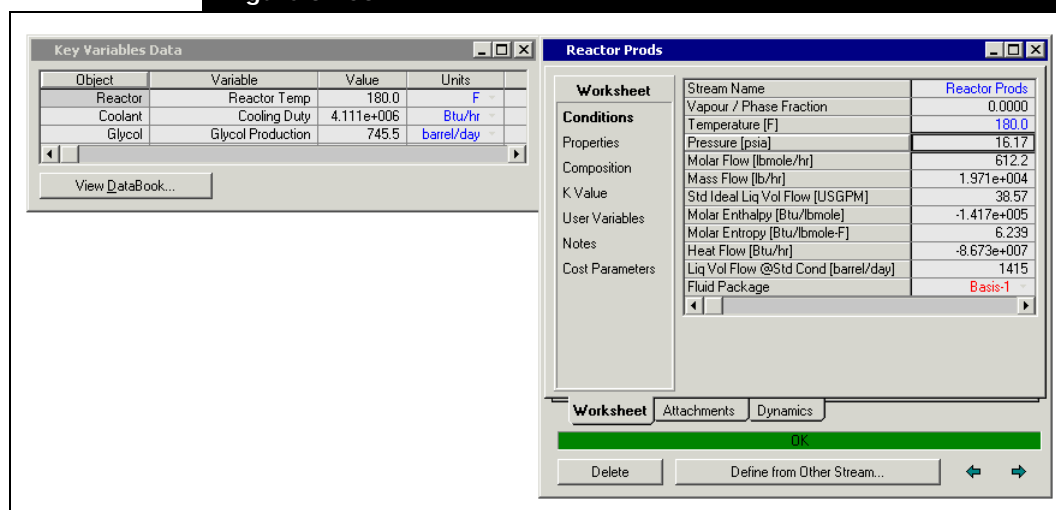 Key Variables Data
Object Variable Value Units
Reactor Reactor Temp 180.0 F
Coolant Cooling Duty 4.111e+006 Btu/hr
Glycol Glycol Production 745.5 barrel/day
View DataBook...
Reactor Prods
Worksheet
Conditions
Properties
Composition
K Value
User Variables
Notes
Cost Parameters
Stream Name Reactor Prods
Vapour / Phase Fraction 0.0000
Temperature [F] 180.0
Pressure [psia] 16.17
Molar Flow [lbmole/hr] 612.2
Mass Flow [lb/hr] 1.971e+004
Std Ideal Liq Vol Flow [USGPM] 38.57
Molar Enthalpy [Btu/lbmole] -1.417e+005
Molar Entropy [Btu/lbmole-F] 6.239
Heat Flow [Btu/hr] -8.673e+007
Liq Vol Flow @Std Cond [barrel/day] 1415
Fluid Package Basis-1
Worksheet Attachments Dynamics
OK
Delete Define from Other Stream...